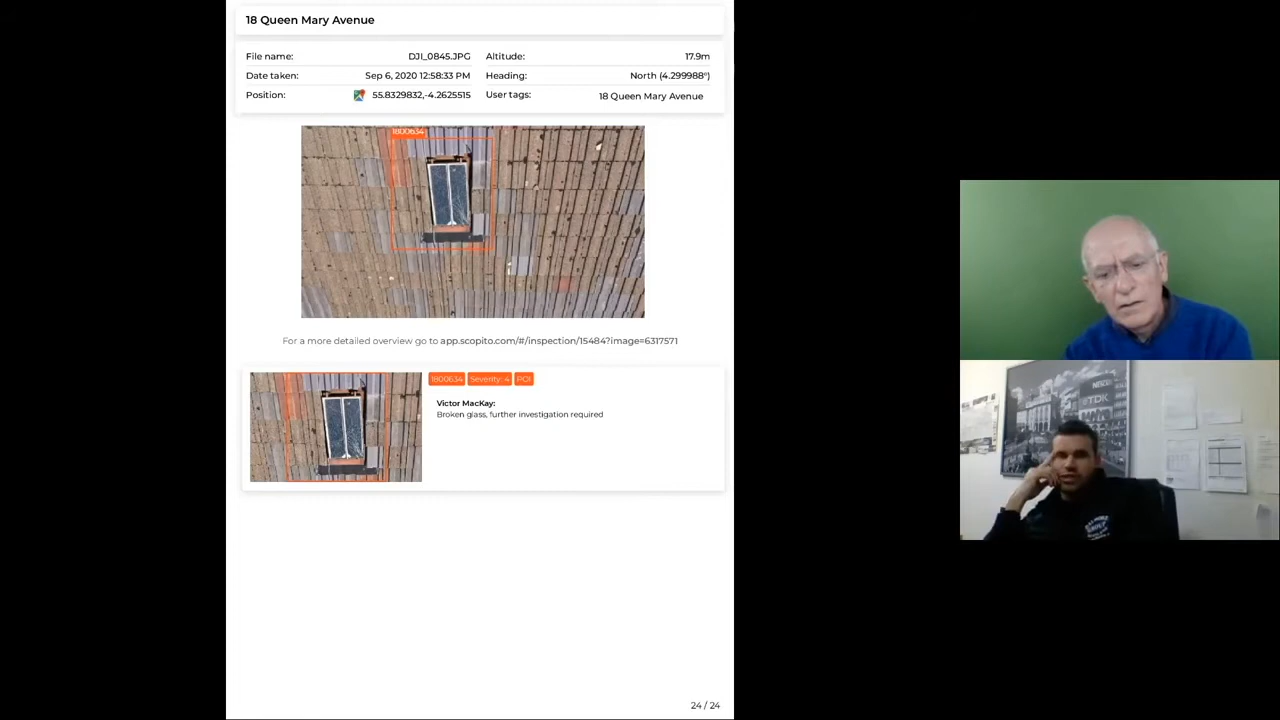 18 Queen Mary Avenue
File name: DJI_0845.JPG Altitude: 17.9m
Date taken: Sep 6, 2020 12:58:33 PM Heading: North (4.299988°)
Position: 55.8329832,-4.2625515 User tags: 18 Queen Mary Avenue
1800634
For a more detailed overview go to app.scopito.com/#/inspection/15484?image=6317571
1800634 Severity: 4 POI
Victor MacKay:
Broken glass, further investigation required
24 / 24
TDK